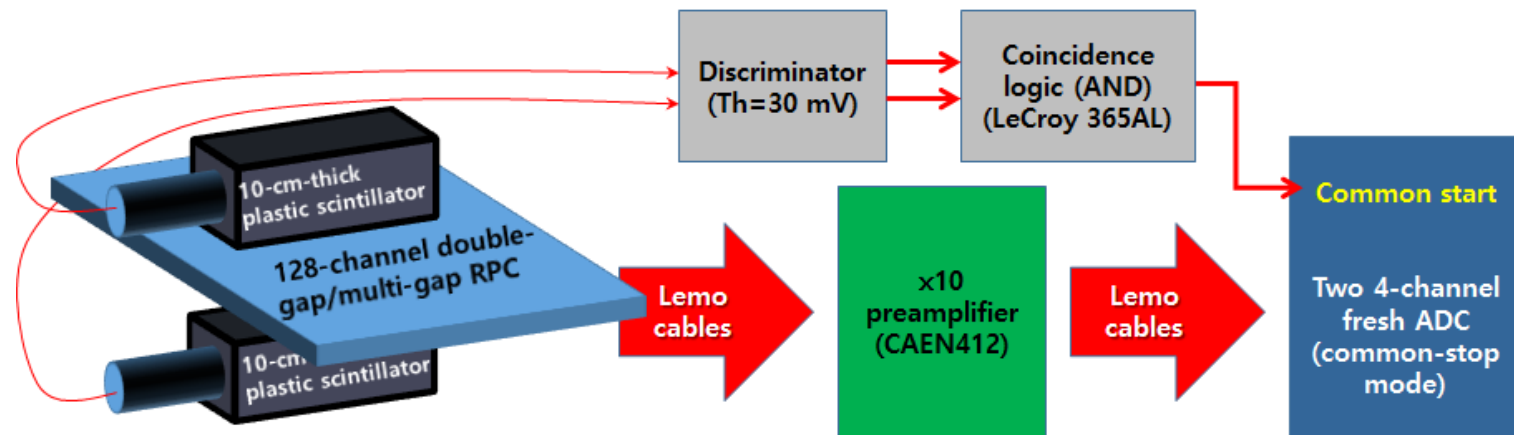 Discriminator
(Th=30 mV)
Coincidence
logic (AND)
(LeCroy 365AL)
10-cm-thick
plastic scintillator
128-channel double-
gap/multi-gap RPC
10-cm
plastic scintillator
Lemo
cables
x10
preamplifier
(CAEN412)
Lemo
cables
Common start
Two 4-channel
fresh ADC
(common-stop
mode)